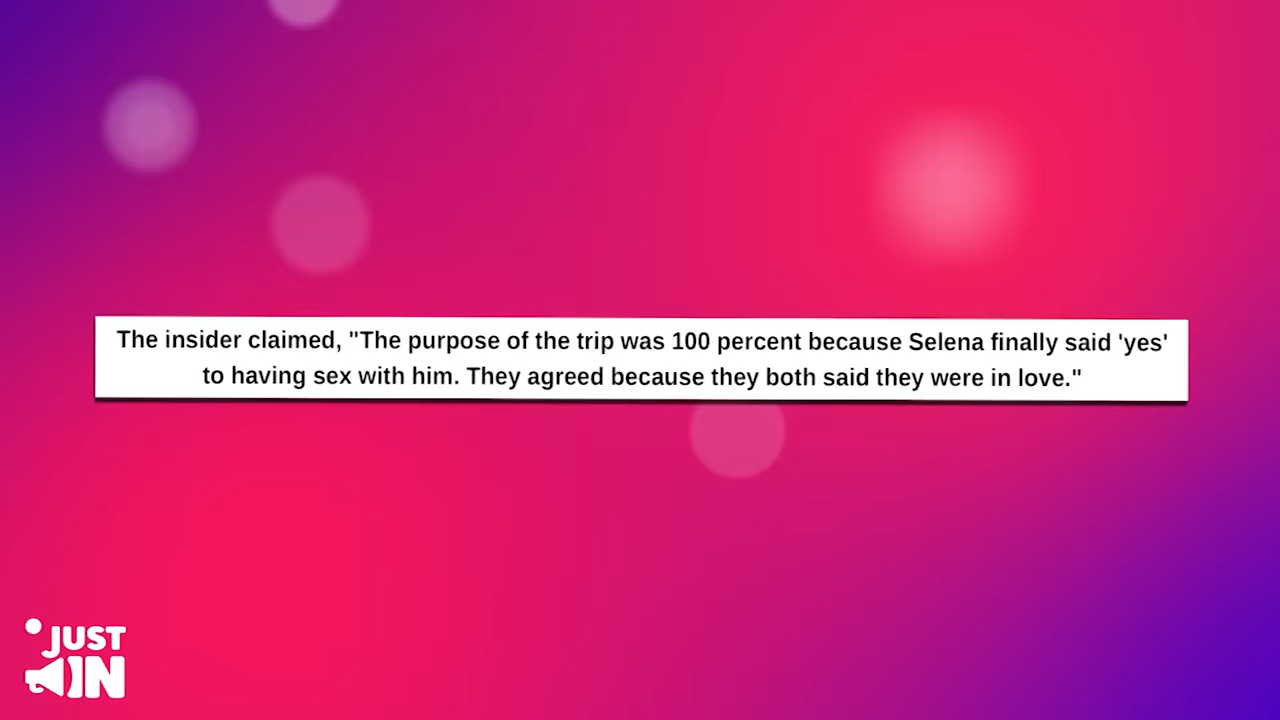 The insider claimed, "The purpose of the trip was 100 percent because Selena finally said 'yes'
to having sex with him. They agreed because they both said they were in love."
JUST
IN